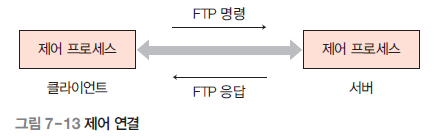 FTP 명령
제어 프로세스
제어 프로세스
클라이언트
FTP 응답
서버
그림 7-13 제어 연결